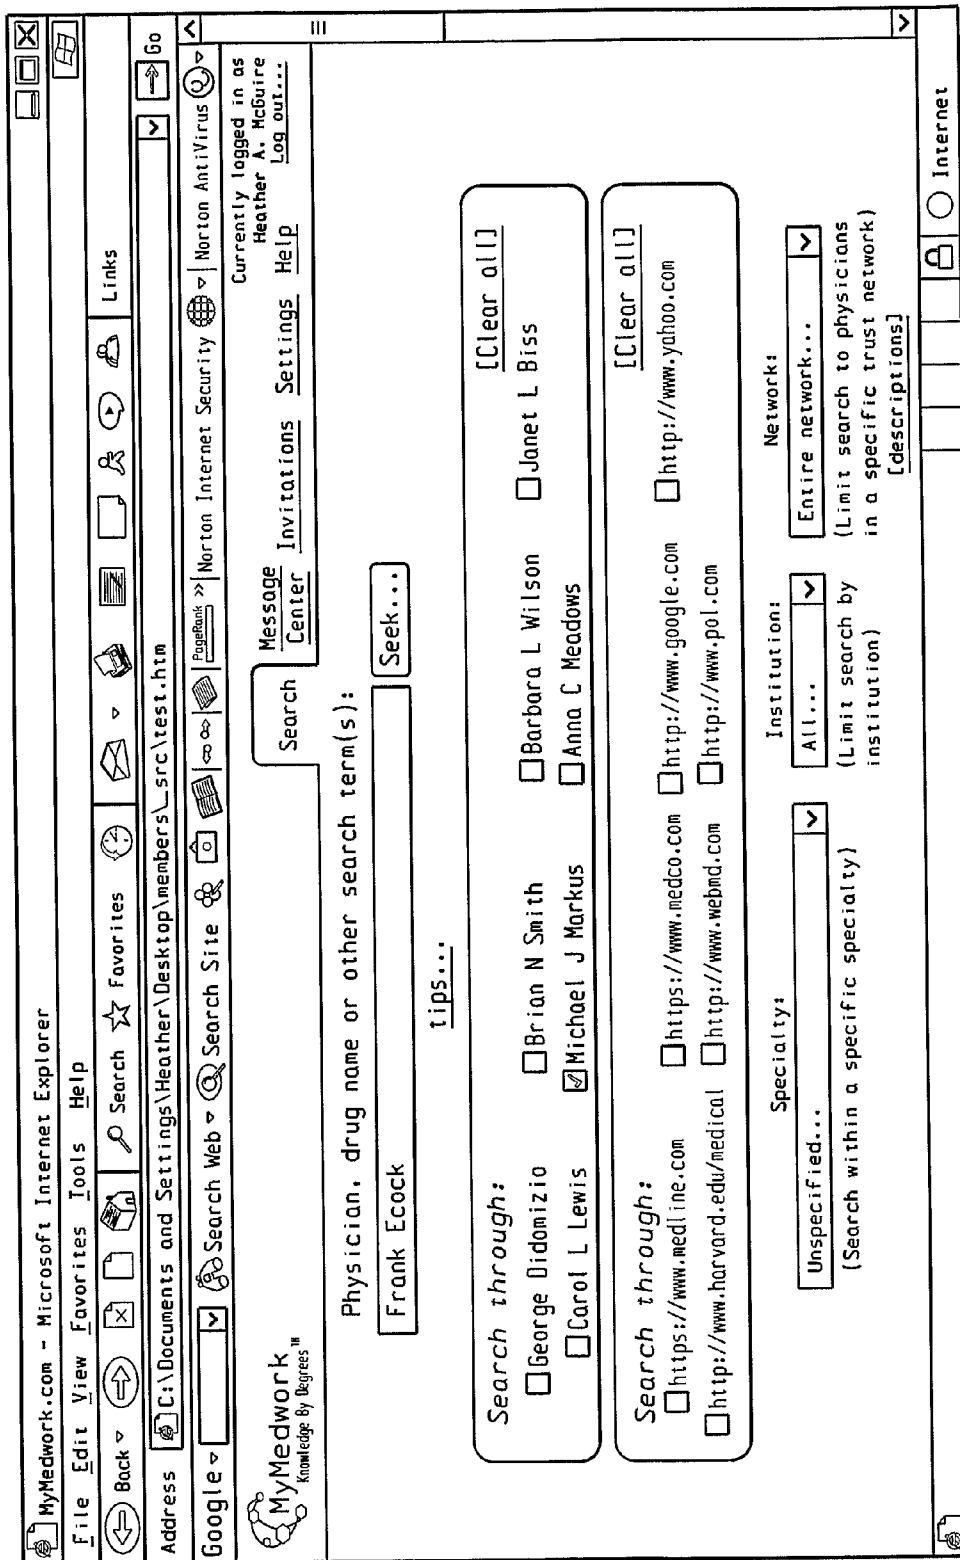 MyMedwork.com - Microsoft Internet Explorer
File Edit View Favorites Tools Help
Back Search Favorites Links
Address C:\Documents and Settings\Heather\Desktop\members\_src\test.htm Go
Google Search Web Search Site PageRank >> Norton Internet Security Norton AntiVirus
Currently logged in as
Heather A. McGuire
Log out...
MyMedwork
Knowledge By Degrees™
Search Message Center Invitations Settings Help
Physician, drug name or other search term(s):
Frank Ecock Seek...
tips...
Search through: [Clear all]
George Didomizio Brian N Smith Barbara L Wilson Janet L Biss
Carol L Lewis Michael J Markus Anna C Meadows
Search through: [Clear all]
https://www.medline.com https://www.medco.com http://www.google.com http://www.yahoo.com
http://www.harvard.edu/medical http://www.webmd.com http://www.pol.com
Specialty: Institution: Network:
Unspecified... All... Entire network...
(Search within a specific specialty) (Limit search by institution) (Limit search to physicians in a specific trust network)
[descriptions]
Internet